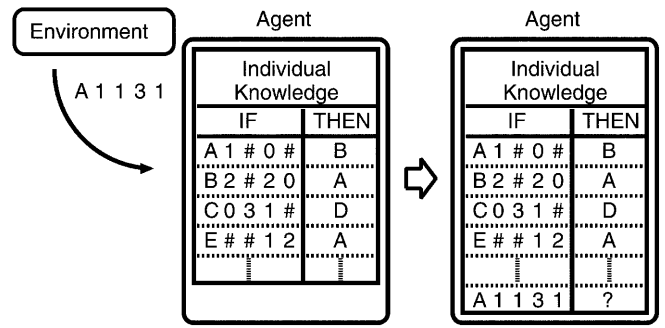 Environment
A 1 1 3 1
Agent
Individual
Knowledge
IF THEN
A 1 # 0 # B
B 2 # 2 0 A
C 0 3 1 # D
E # # 1 2 A
Agent
Individual
Knowledge
IF THEN
A 1 # 0 # B
B 2 # 2 0 A
C 0 3 1 # D
E # # 1 2 A
A 1 1 3 1 ?